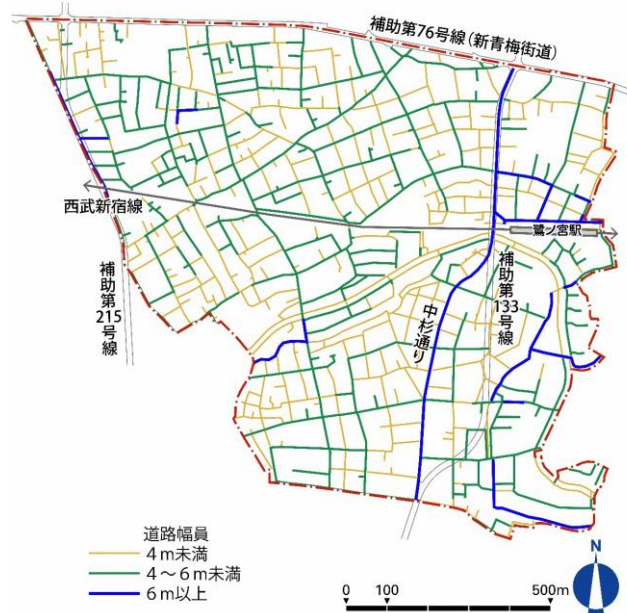 補助第76号線(新青梅街道)
西武新宿線
鷺ノ宮駅
補助第215号線
補助第133号線
中杉通り
道路幅員
4m未満
4~6m未満
6m以上
0 100 500m
N